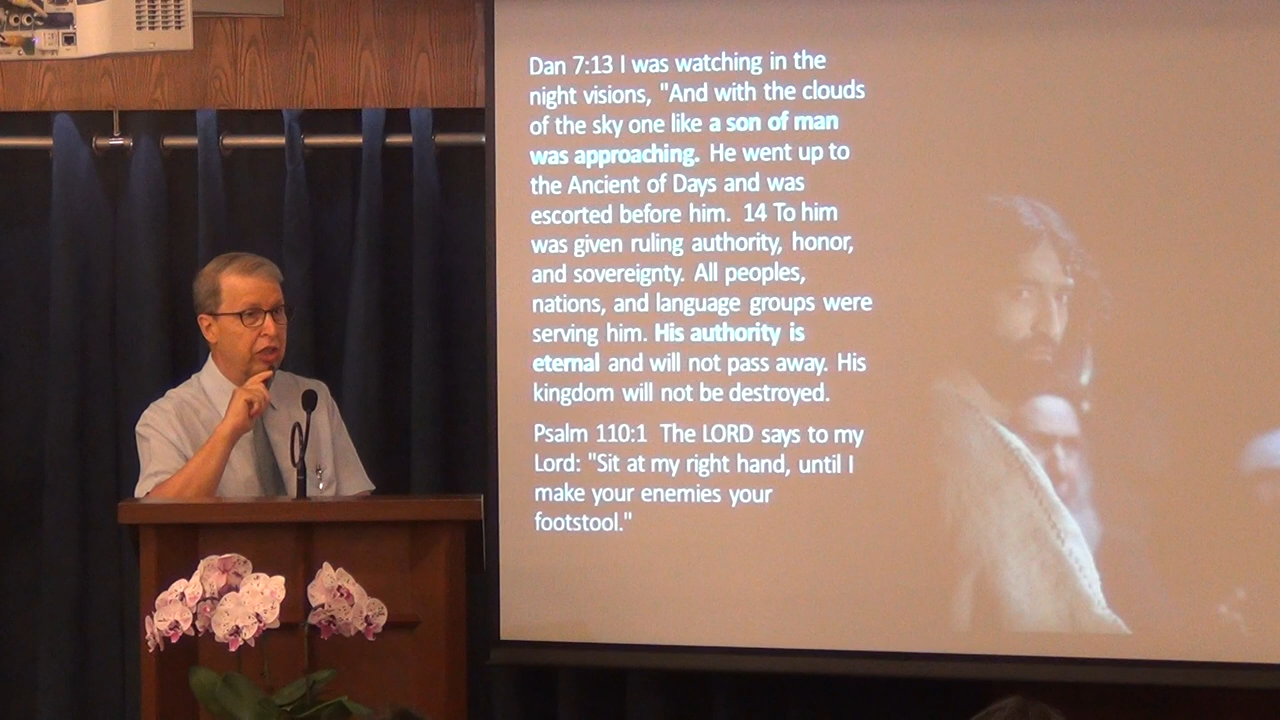 Dan 7:13 I was watching in the
night visions, "And with the clouds
of the sky one like a son of man
was approaching. He went up to
the Ancient of Days and was
escorted before him. 14 To him
was given ruling authority, honor,
and sovereignty. All peoples,
nations, and language groups were
serving him. His authority is
eternal and will not pass away. His
kingdom will not be destroyed.
Psalm 110:1 The LORD says to my
Lord: "Sit at my right hand, until I
make your enemies your
footstool."